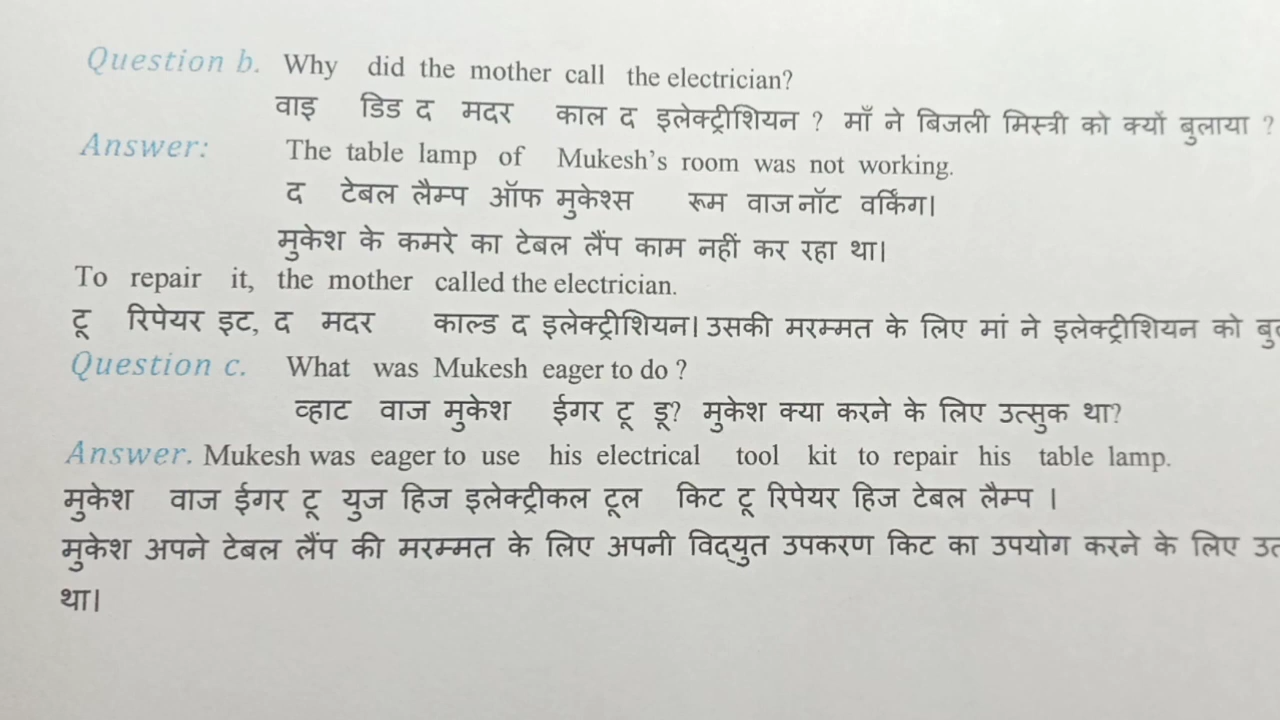 Question b. Why did the mother call the electrician?
वाइ डिड द मदर काल द इलेक्ट्रीशियन ? माँ ने बिजली मिस्त्री को क्यों बुलाया ?
Answer: The table lamp of Mukesh's room was not working.
द टेबल लैम्प ऑफ मुकेश्स रूम वाज नॉट वर्किंग।
मुकेश के कमरे का टेबल लैंप काम नहीं कर रहा था।
To repair it, the mother called the electrician.
टू रिपेयर इट, द मदर काल्ड द इलेक्ट्रीशियन। उसकी मरम्मत के लिए मां ने इलेक्ट्रीशियन को
Question c. What was Mukesh eager to do ?
व्हाट वाज मुकेश ईगर टू डू? मुकेश क्या करने के लिए उत्सुक था?
Answer. Mukesh was eager to use his electrical tool kit to repair his table lamp.
मुकेश वाज ईगर टू युज हिज इलेक्ट्रीकल टूल किट टू रिपेयर हिज टेबल लैम्प ।
मुकेश अपने टेबल लैंप की मरम्मत के लिए अपनी विद्युत उपकरण किट का उपयोग करने के लिए
था।